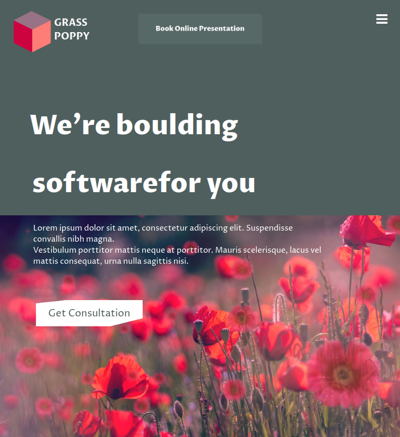 GRASS
POPPY
Book Online Presentation
We're boulding
softwarefor you
Lorem ipsum dolor sit amet, consectetur adipiscing elit. Suspendisse
convallis nibh magna.
Vestibulum porttitor mattis neque at porttitor. Mauris scelerisque, lacus vel
mattis consequat, urna nulla sagittis nisi.
Get Consultation